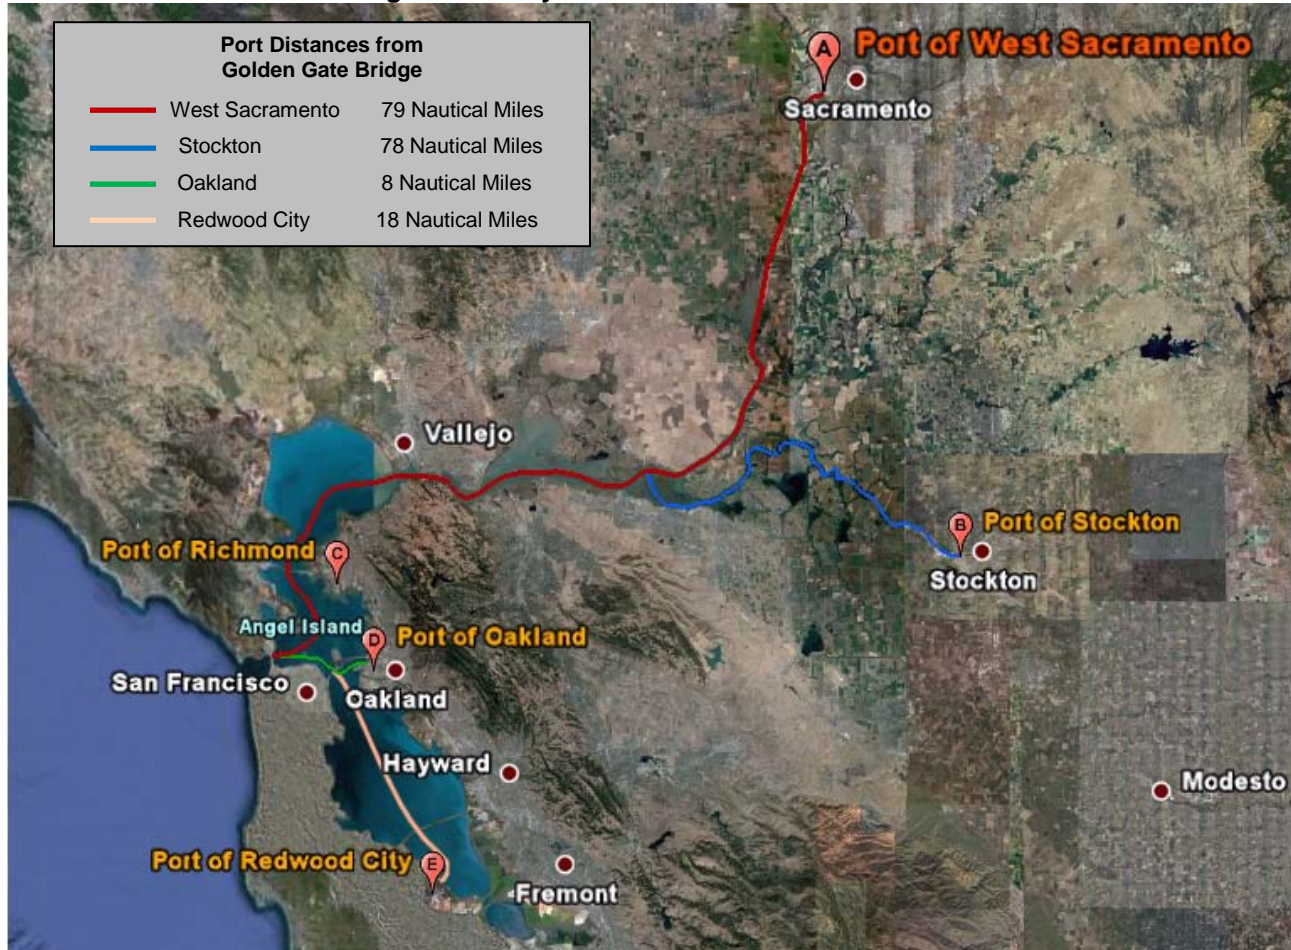 Port Distances from
Golden Gate Bridge
West Sacramento 79 Nautical Miles
Stockton 78 Nautical Miles
Oakland 8 Nautical Miles
Redwood City 18 Nautical Miles
A Port of West Sacramento
Sacramento
Vallejo
B Port of Stockton
Stockton
Port of Richmond C
Angel Island
D Port of Oakland
San Francisco
Oakland
Hayward
Modesto
Port of Redwood City E
Fremont